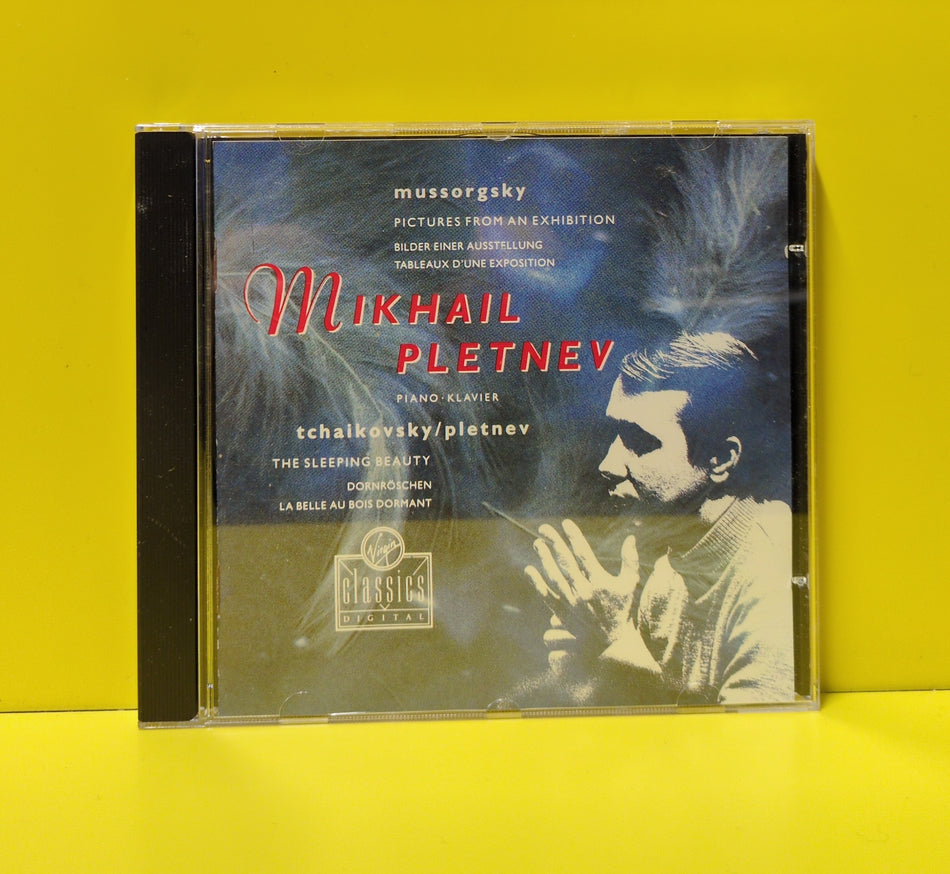 mussorgsky
PICTURES FROM AN EXHIBITION
BILDER EINER AUSSTELLUNG
TABLEAUX D'UNE EXPOSITION
MIKHAIL
PLETNEV
PIANO · KLAVIER
tchaikovsky/pletnev
THE SLEEPING BEAUTY
DORNRÖSCHEN
LA BELLE AU BOIS DORMANT
Virgin
classics
DIGITAL